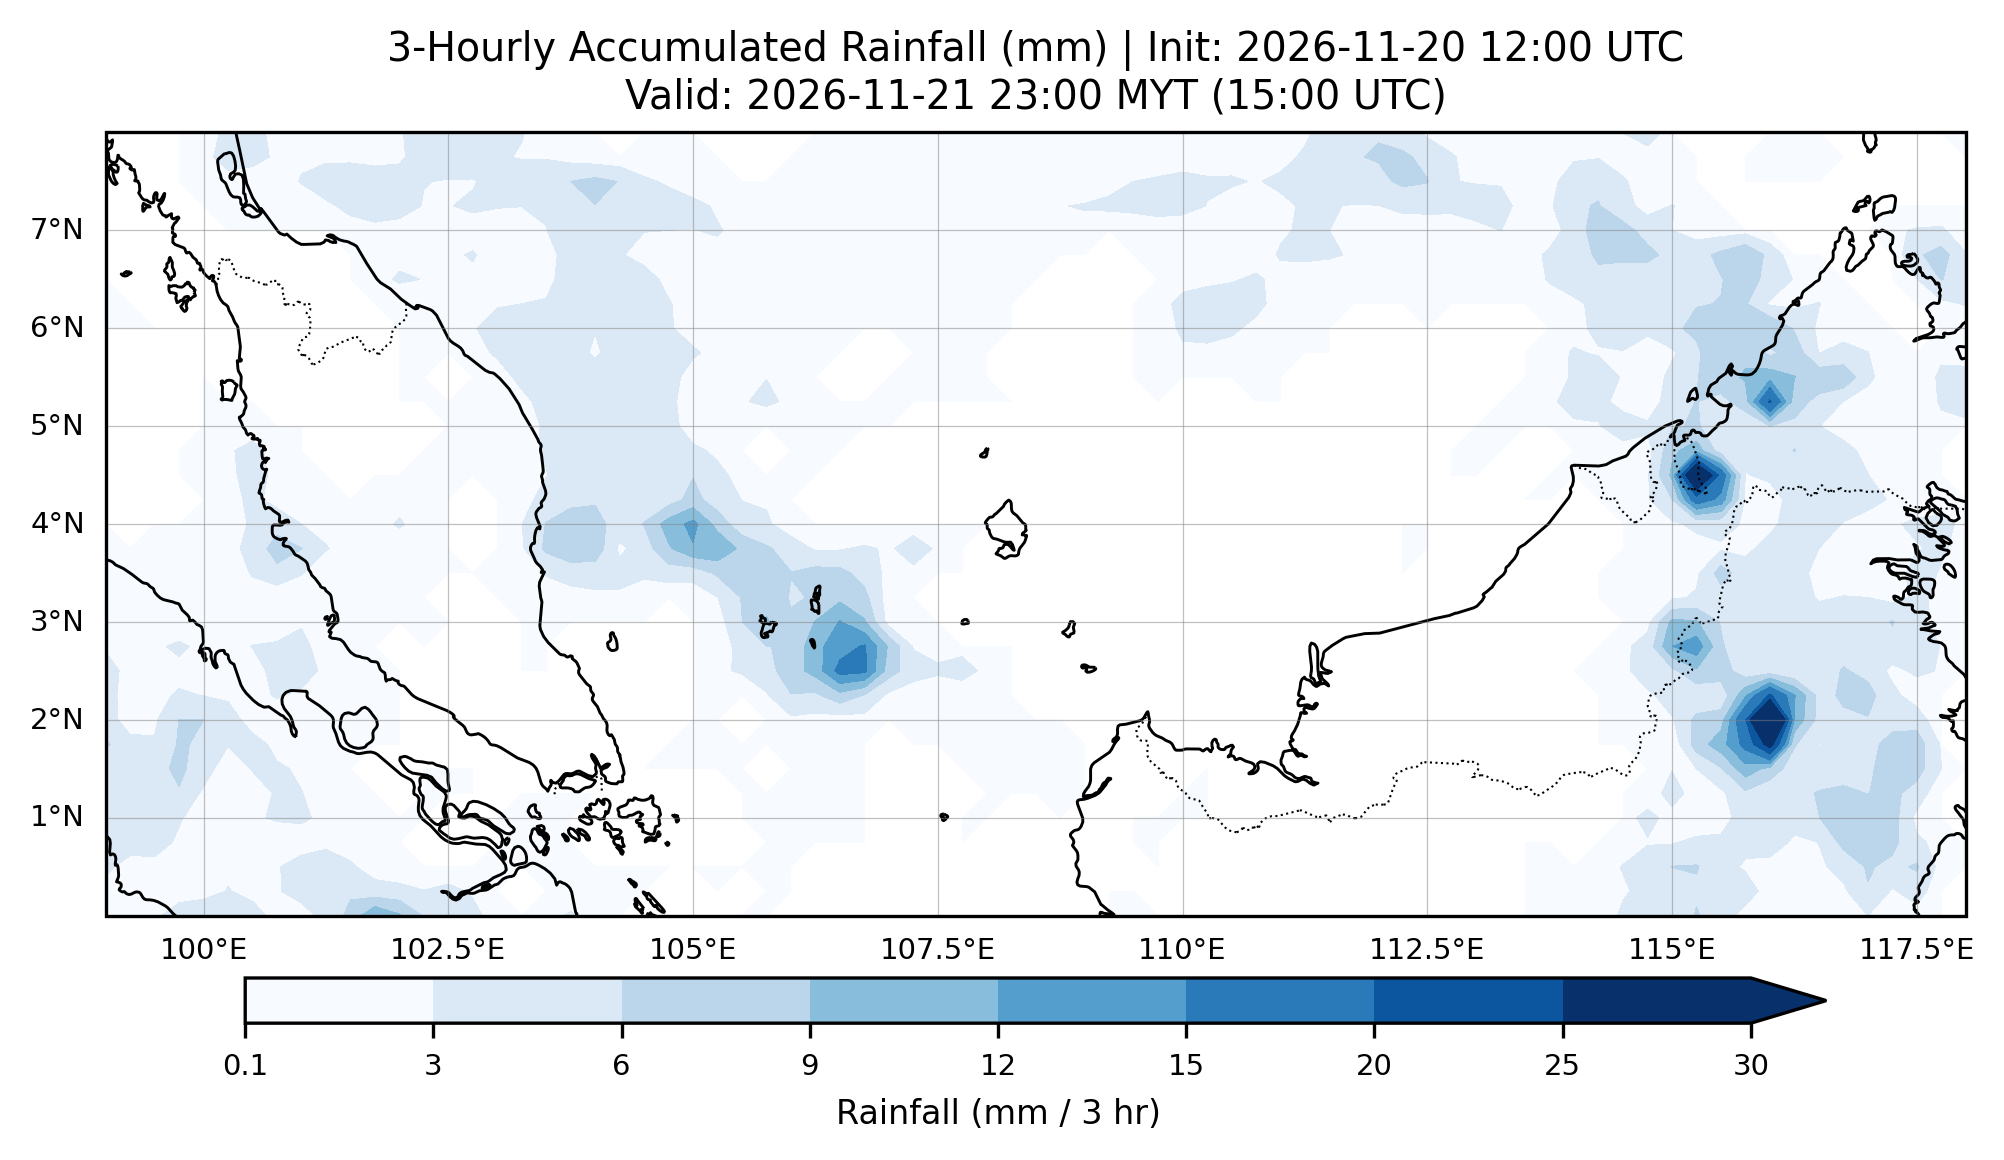 3-Hourly Accumulated Rainfall (mm) | Init: 2026-11-20 12:00 UTC
Valid: 2026-11-21 23:00 MYT (15:00 UTC)
7°N
6°N
5°N
4°N
3°N
2°N
1°N
100°E 102.5°E 105°E 107.5°E 110°E 112.5°E 115°E 117.5°E
0.1 3 6 9 12 15 20 25 30
Rainfall (mm / 3 hr)